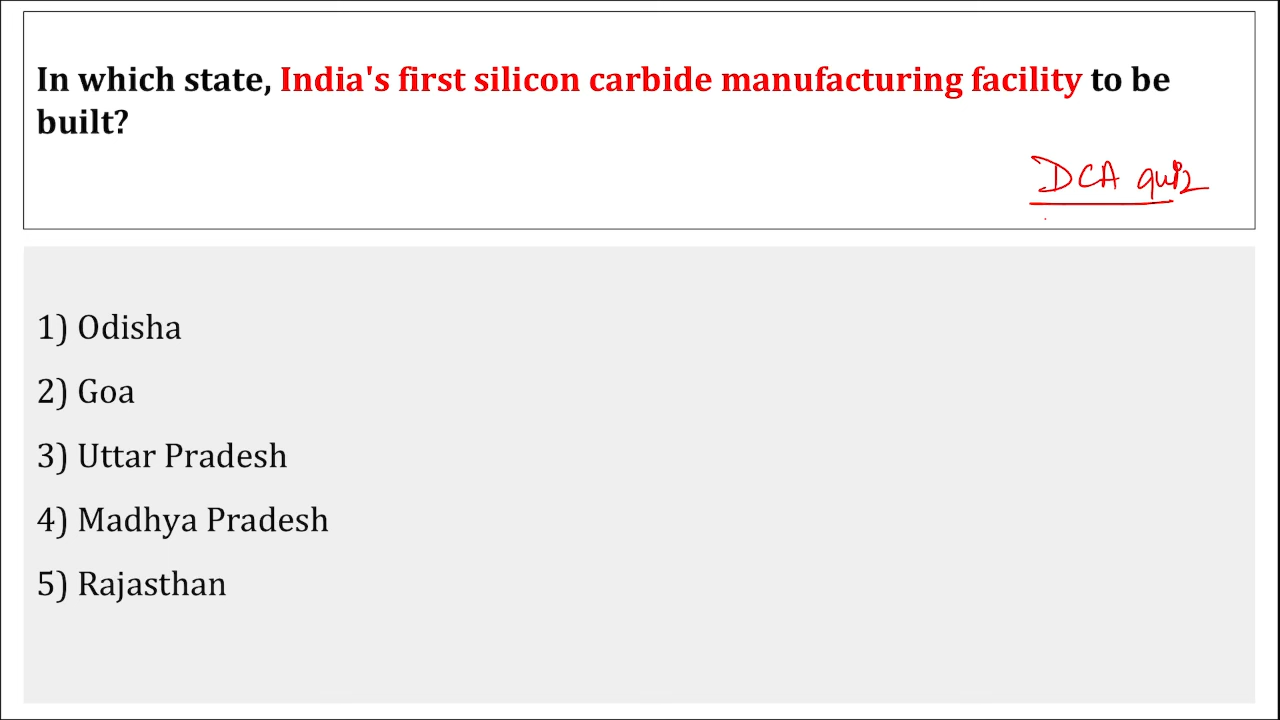 In which state, India's first silicon carbide manufacturing facility to be
built?
DCA quiz
1) Odisha
2) Goa
3) Uttar Pradesh
4) Madhya Pradesh
5) Rajasthan